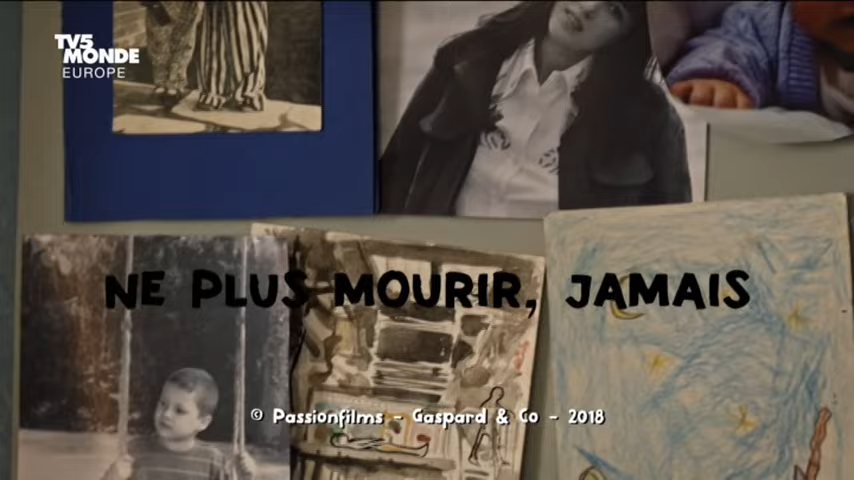 TV5
MONDE
EUROPE
NE PLUS MOURIR, JAMAIS
© Passionfilms - Gaspard & Co - 2018